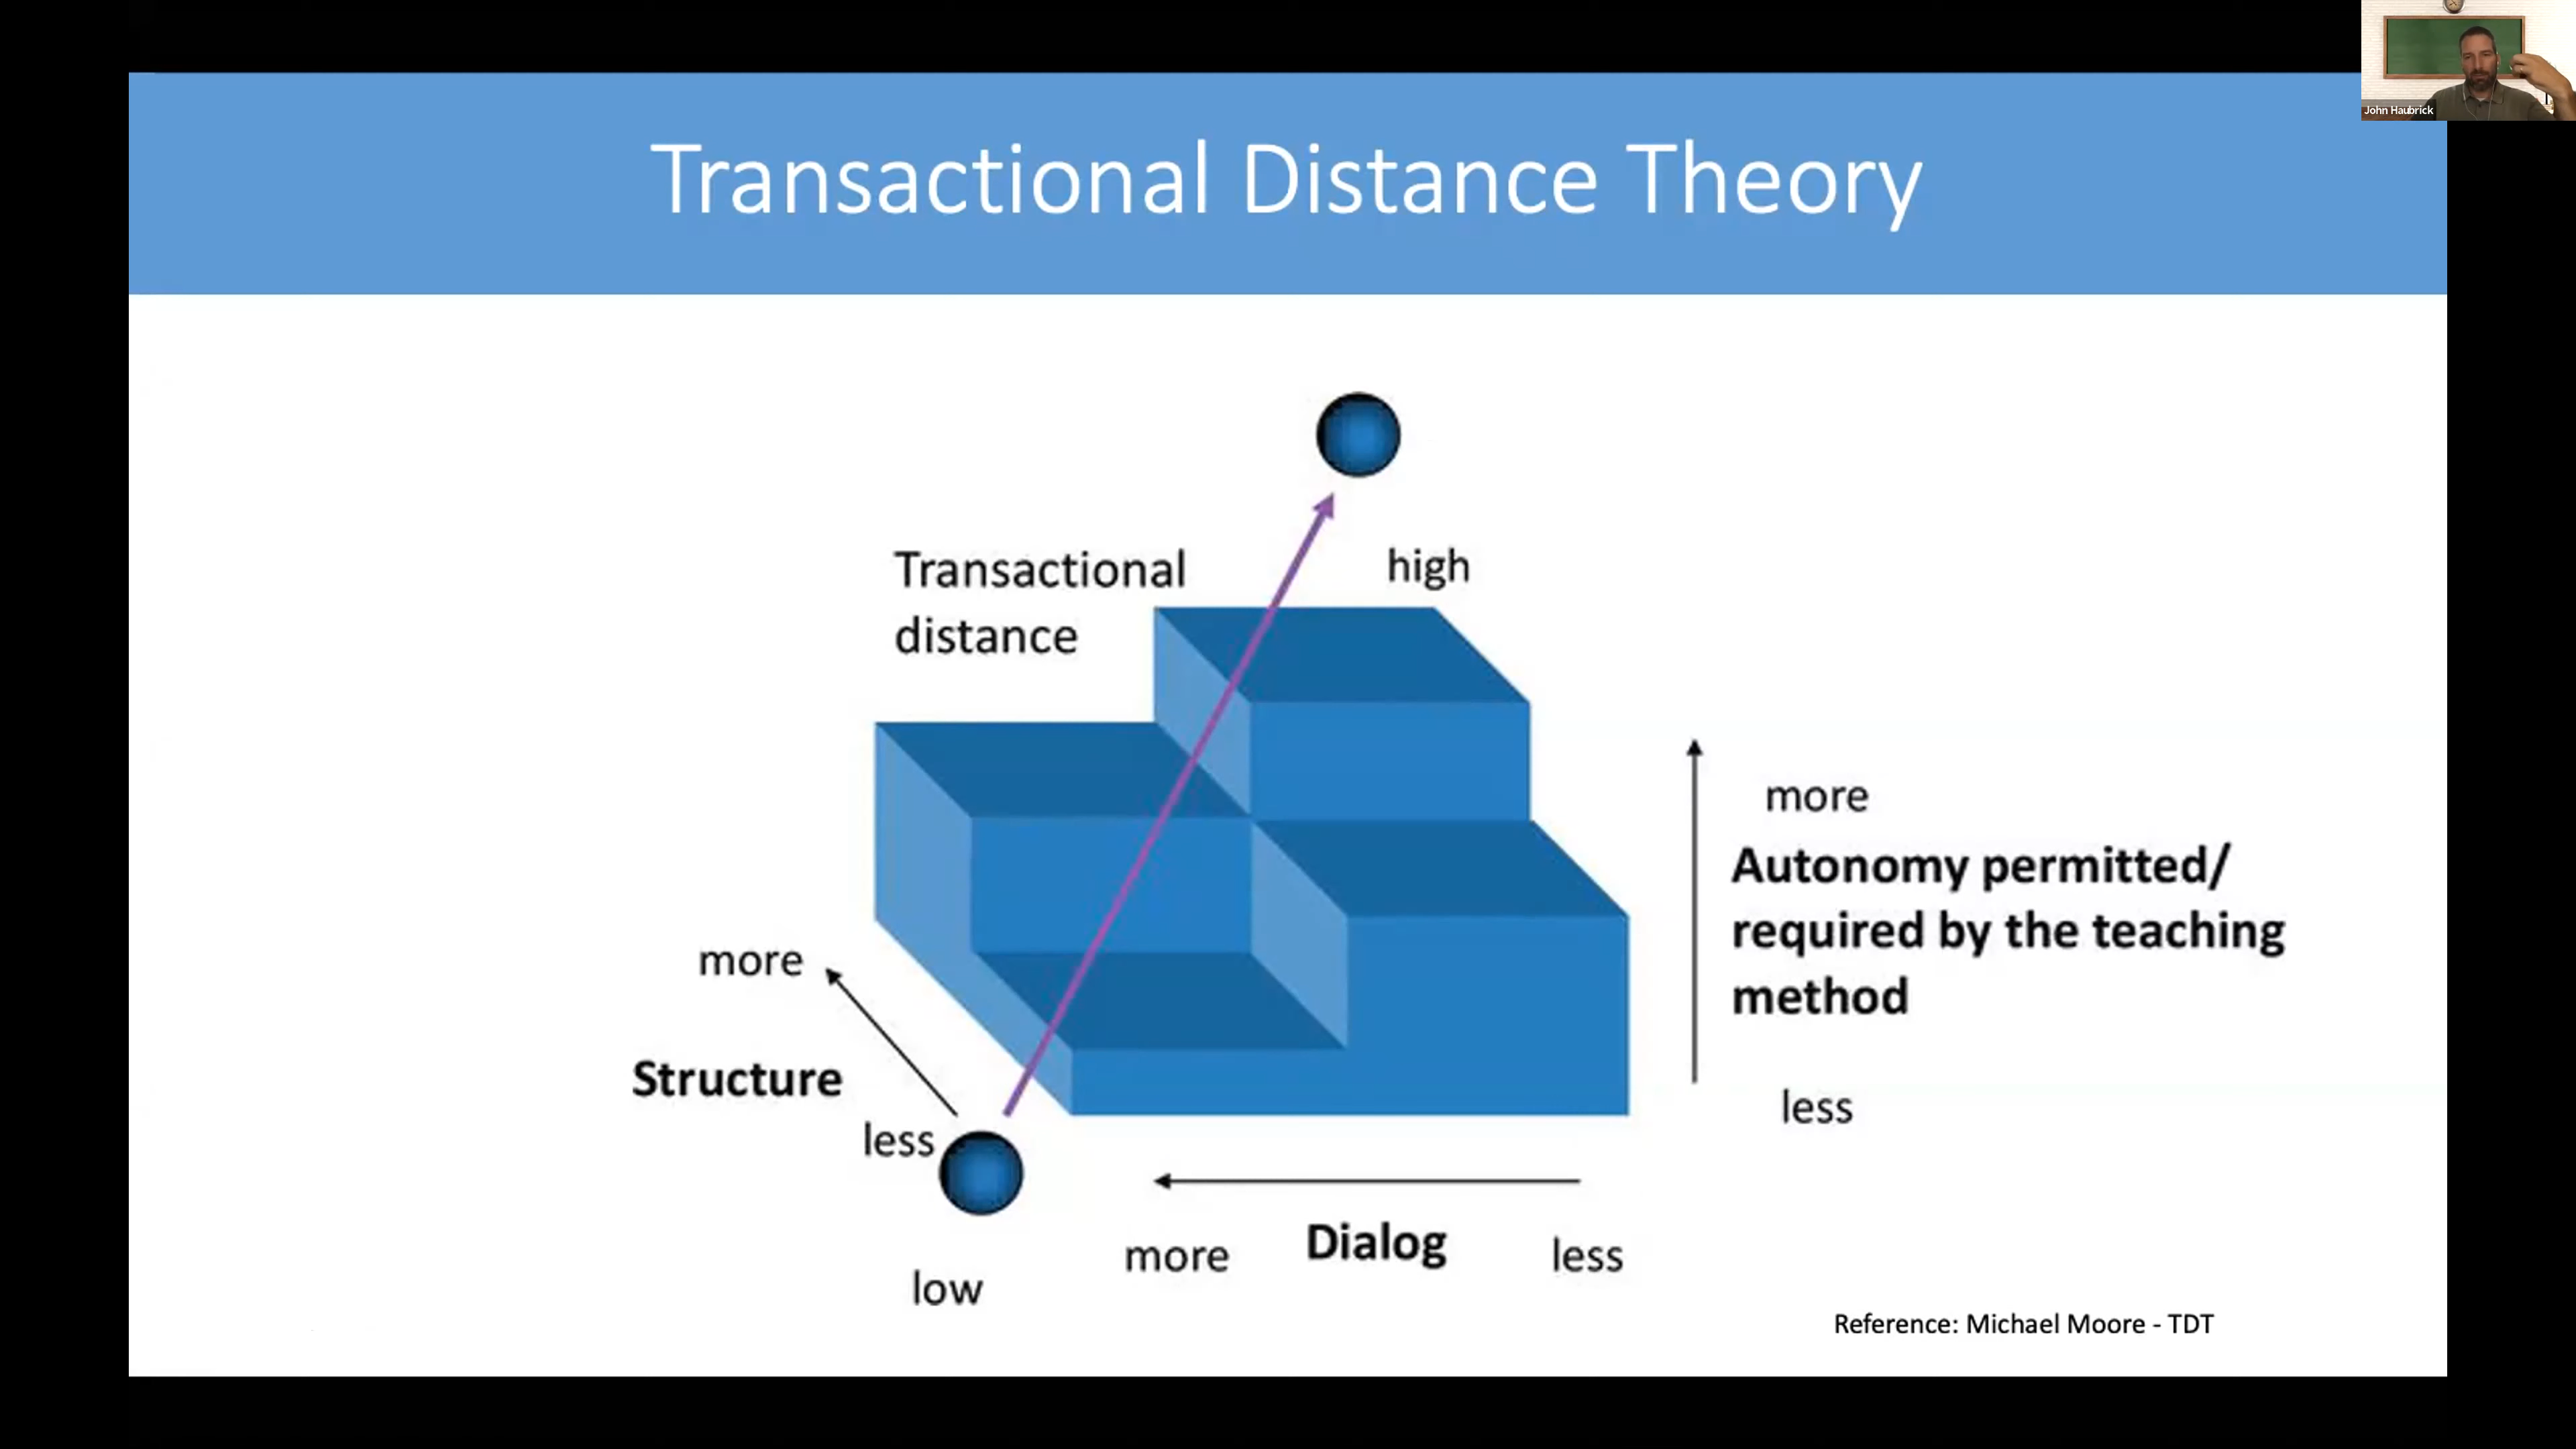 John Haubrick
Transactional Distance Theory
Transactional
distance
high
more
Autonomy permitted/
required by the teaching
method
less
more
Structure
less
low
more
Dialog
less
Reference: Michael Moore - TDT